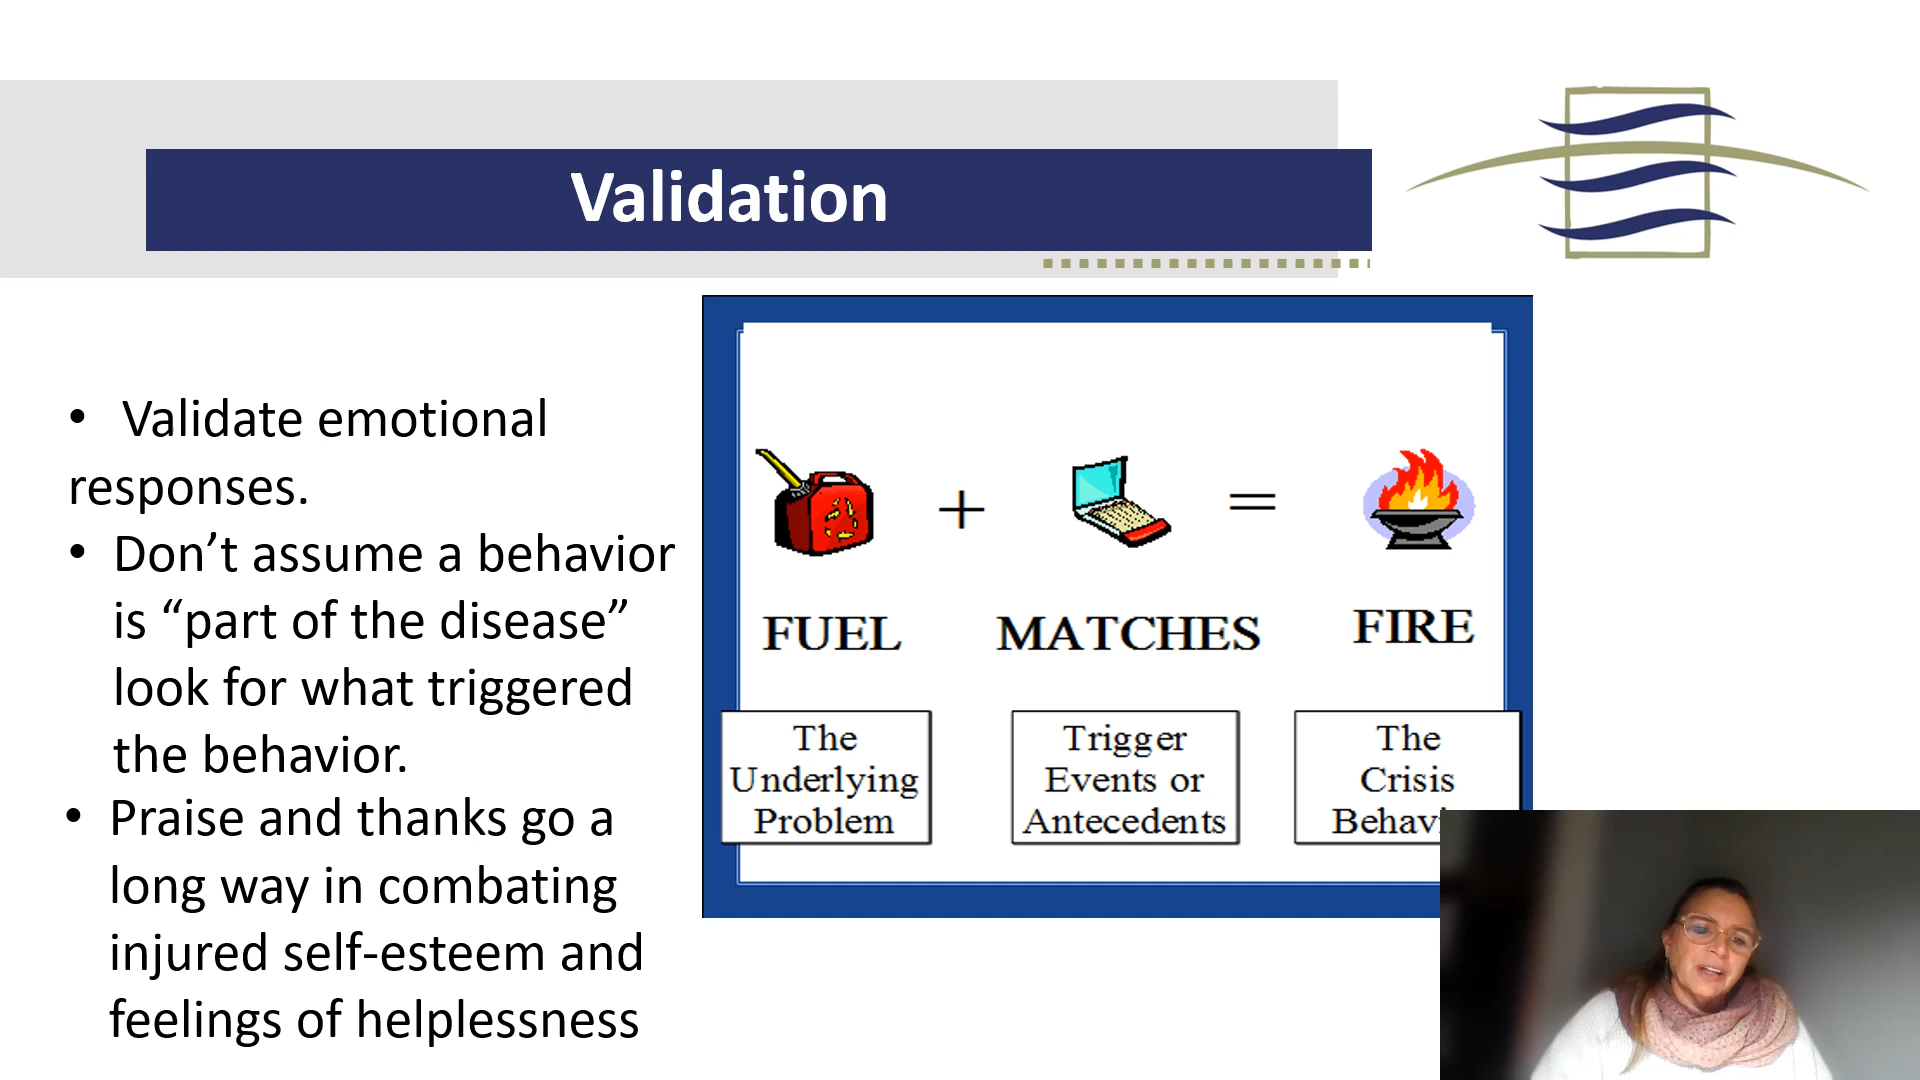 Validation
• Validate emotional
responses.
• Don’t assume a behavior
is “part of the disease”
look for what triggered
the behavior.
• Praise and thanks go a
long way in combating
injured self-esteem and
feelings of helplessness
+ =
FUEL MATCHES FIRE
The
Underlying
Problem
Trigger
Events or
Antecedents
The
Crisis